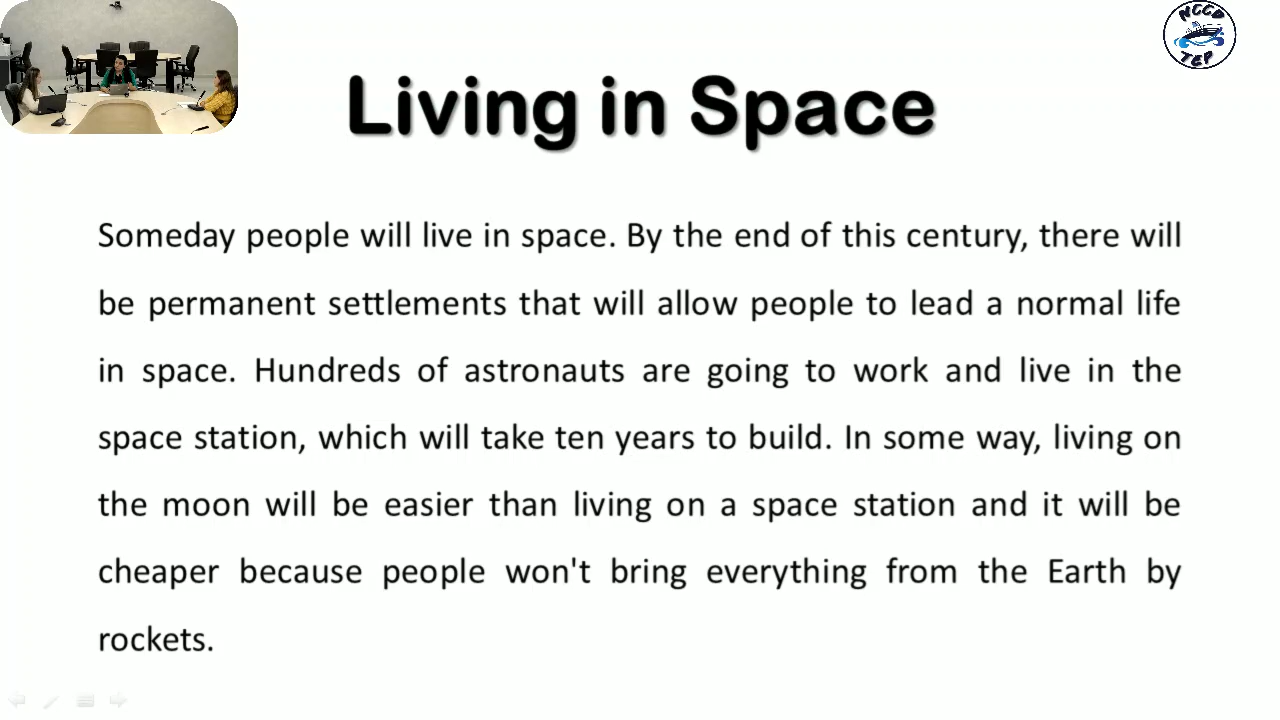 NCCD
TEP
Living in Space
Someday people will live in space. By the end of this century, there will
be permanent settlements that will allow people to lead a normal life
in space. Hundreds of astronauts are going to work and live in the
space station, which will take ten years to build. In some way, living on
the moon will be easier than living on a space station and it will be
cheaper because people won't bring everything from the Earth by
rockets.